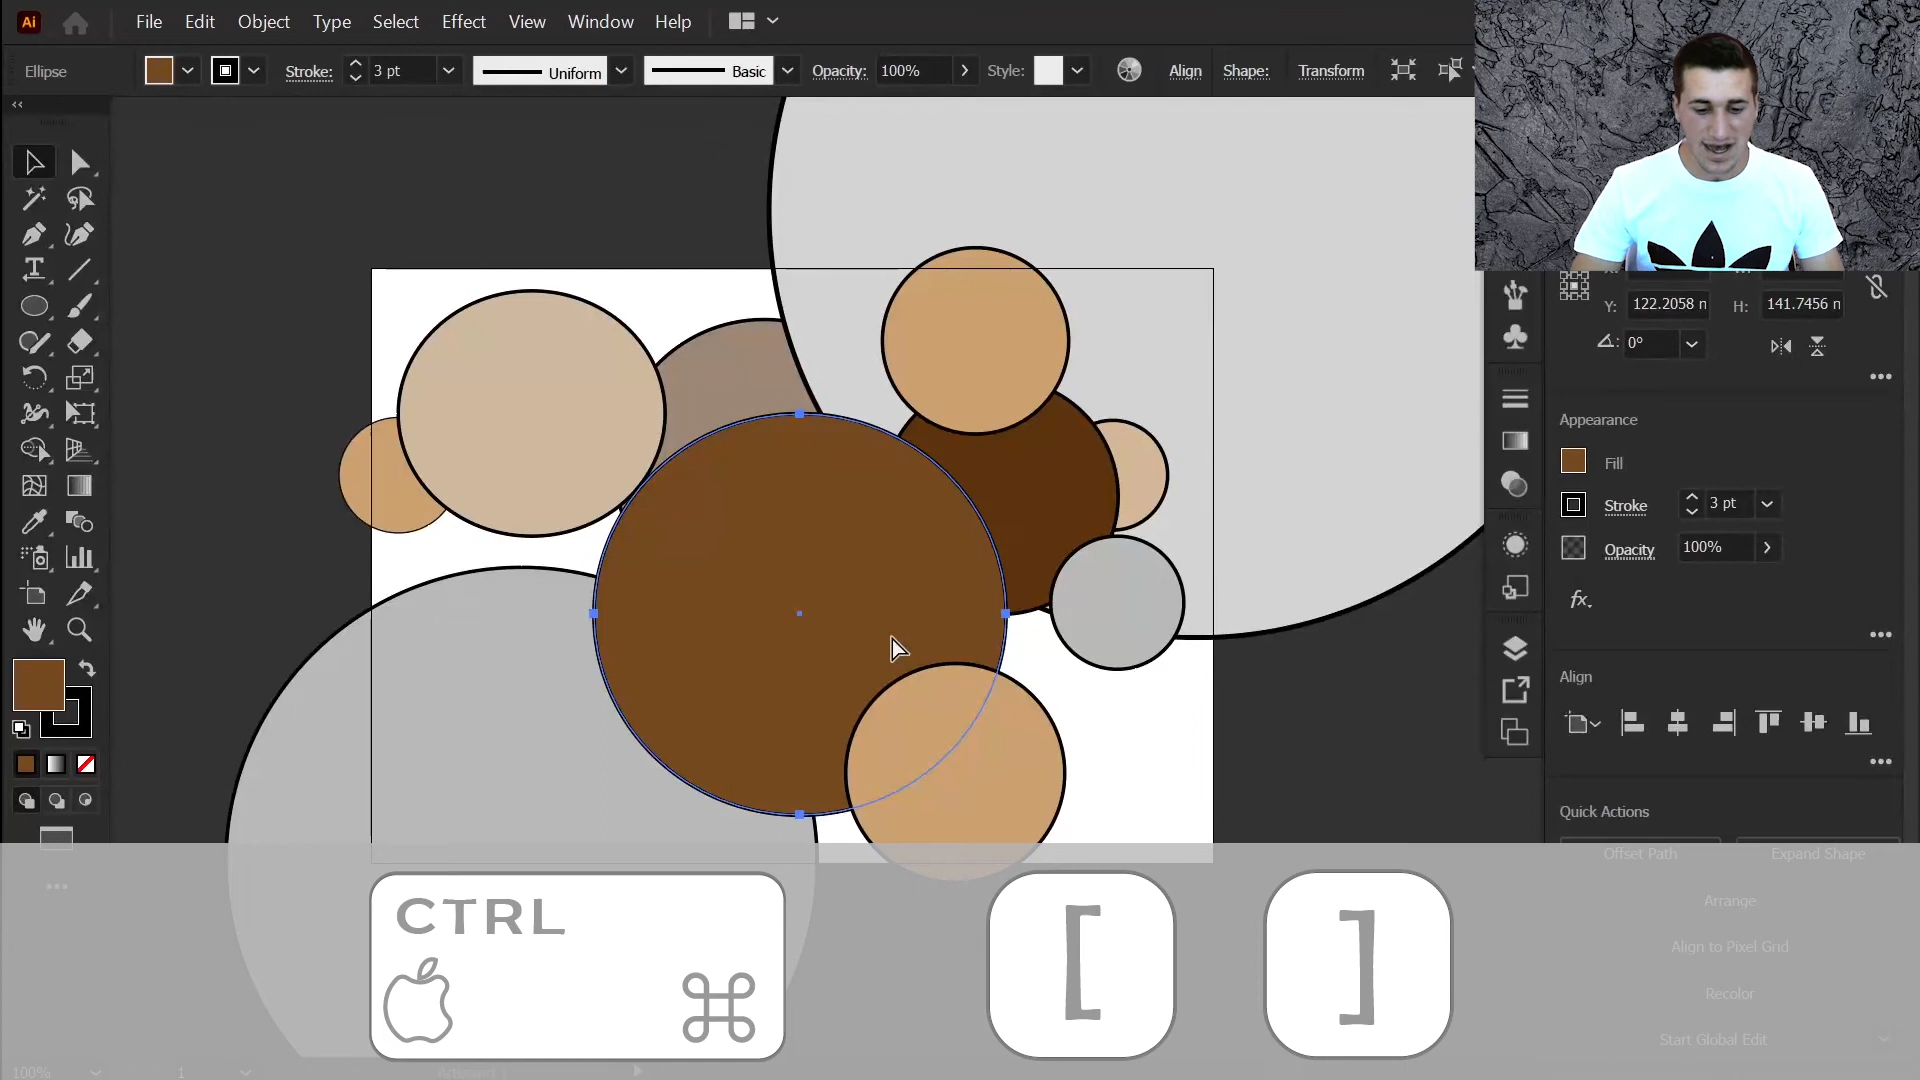 Ai File Edit Object Type Select Effect View Window Help
Ellipse Stroke: 3 pt Uniform Basic Opacity: 100% Style: Align Shape: Transform
Y: 122.2058 n H: 141.7456 n
0°
Appearance
Fill
Stroke 3 pt
Opacity 100%
fx.
Align
Quick Actions
Offset Path Expand Shape
Arrange
Align to Pixel Grid
Recolor
Start Global Edit
CTRL
⌘
[
]
100% 1